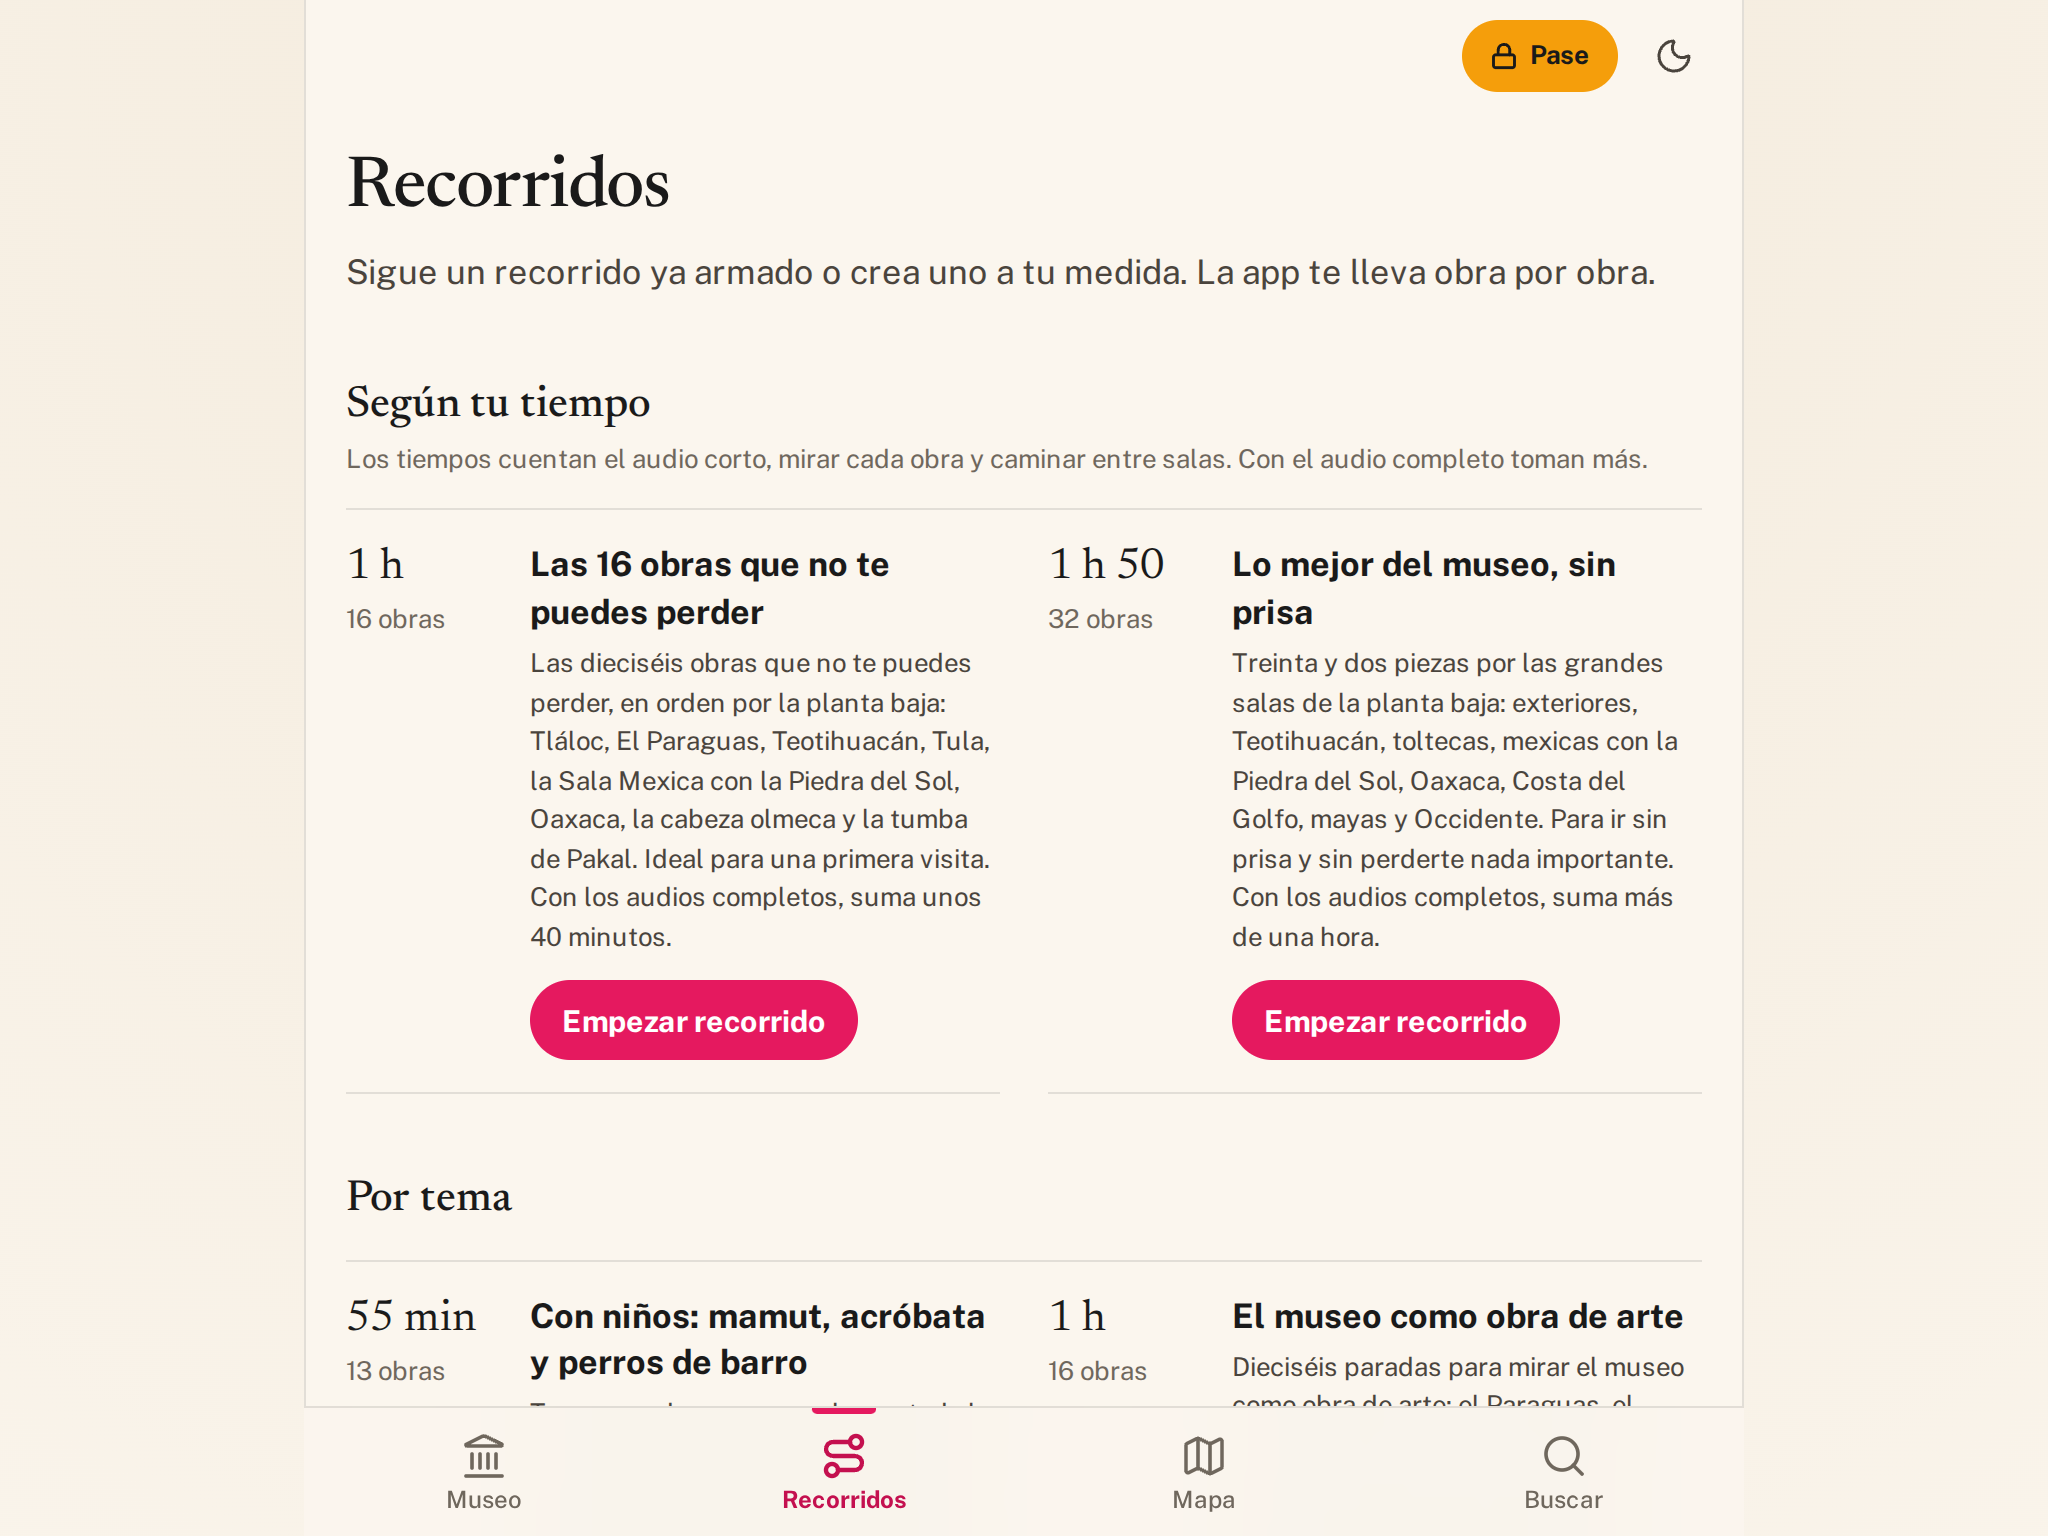 Pase
Recorridos
Sigue un recorrido ya armado o crea uno a tu medida. La app te lleva obra por obra.
Según tu tiempo
Los tiempos cuentan el audio corto, mirar cada obra y caminar entre salas. Con el audio completo toman más.
1 h
16 obras
Las 16 obras que no te
puedes perder
Las dieciséis obras que no te puedes
perder, en orden por la planta baja:
Tláloc, El Paraguas, Teotihuacán, Tula,
la Sala Mexica con la Piedra del Sol,
Oaxaca, la cabeza olmeca y la tumba
de Pakal. Ideal para una primera visita.
Con los audios completos, suma unos
40 minutos.
Empezar recorrido
1 h 50
32 obras
Lo mejor del museo, sin
prisa
Treinta y dos piezas por las grandes
salas de la planta baja: exteriores,
Teotihuacán, toltecas, mexicas con la
Piedra del Sol, Oaxaca, Costa del
Golfo, mayas y Occidente. Para ir sin
prisa y sin perderte nada importante.
Con los audios completos, suma más
de una hora.
Empezar recorrido
Por tema
55 min
13 obras
Con niños: mamut, acróbata
y perros de barro
1 h
16 obras
El museo como obra de arte
Dieciséis paradas para mirar el museo
como obra de arte: el Paraguas, el
Museo
Recorridos
Mapa
Buscar